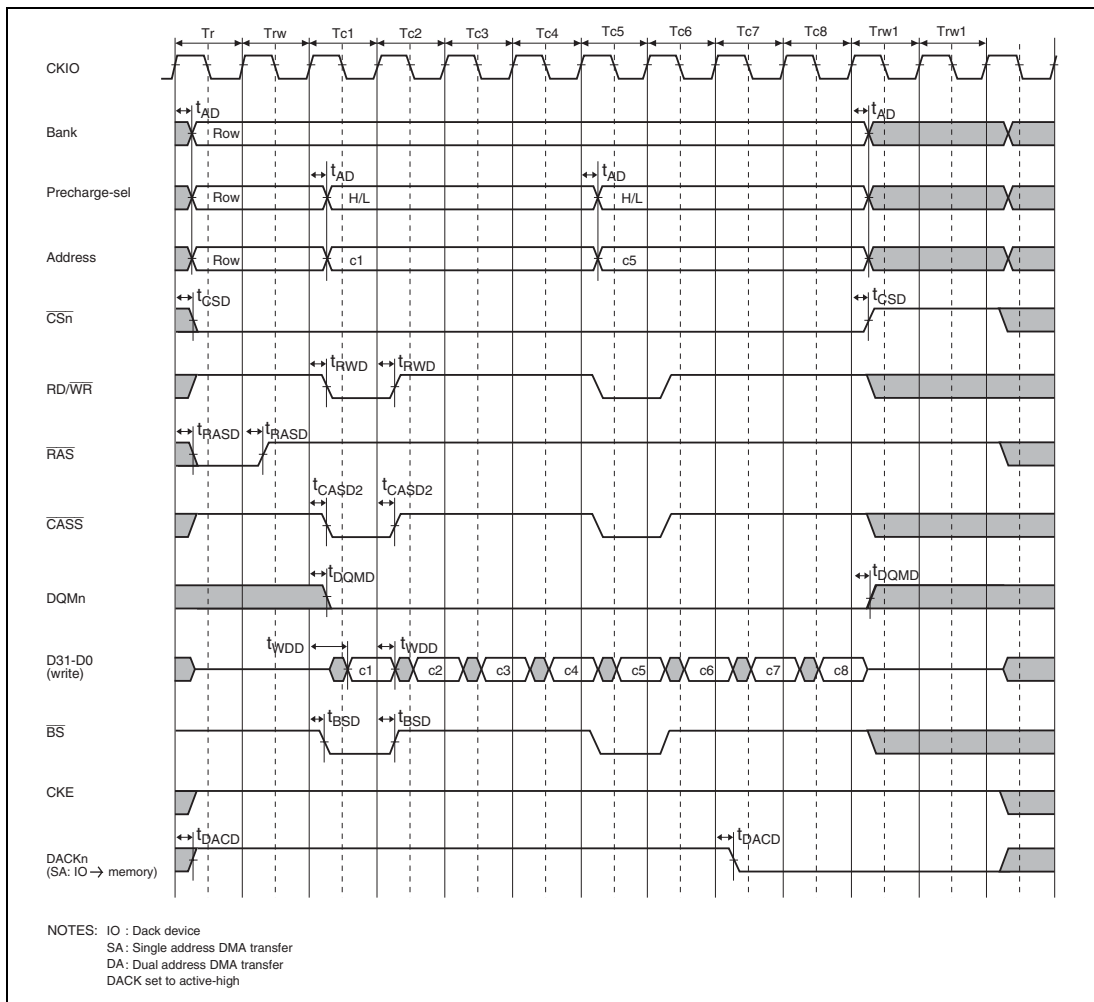 Tr Trw Tc1 Tc2 Tc3 Tc4 Tc5 Tc6 Tc7 Tc8 Trw1 Trw1
CKIO
tAD tAD
Bank Row
tAD tAD
Precharge-sel Row H/L H/L
Address Row c1 c5
tCSD tCSD
CSn
tRWD tRWD
RD/WR
tRASD tRASD
RAS
tCASD2 tCASD2
CASS
tDQMD tDQMD
DQMn
tWDD tWDD
D31-D0 c1 c2 c3 c4 c5 c6 c7 c8
(write)
tBSD tBSD
BS
CKE
tDACD tDACD
DACKn
(SA: IO → memory)
NOTES: IO : Dack device
SA : Single address DMA transfer
DA : Dual address DMA transfer
DACK set to active-high